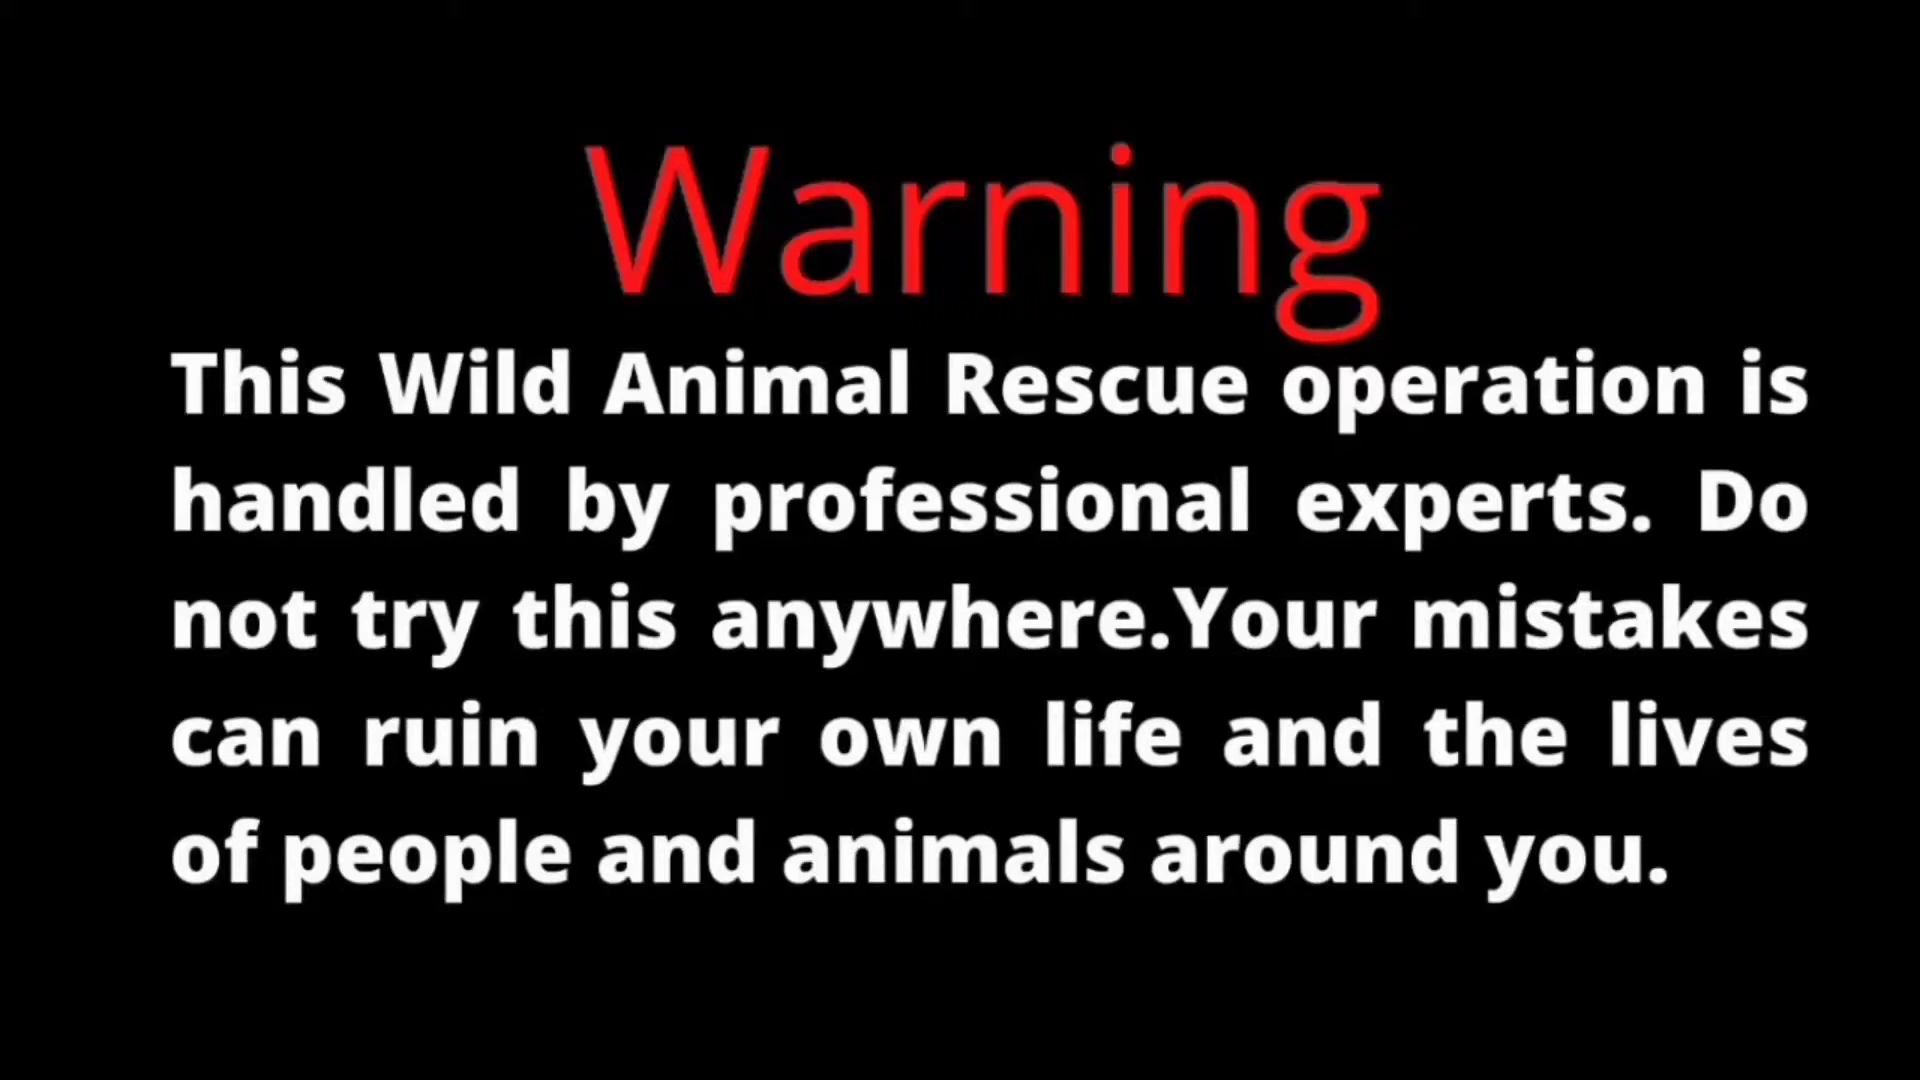 Warning
This Wild Animal Rescue operation is
handled by professional experts. Do
not try this anywhere.Your mistakes
can ruin your own life and the lives
of people and animals around you.